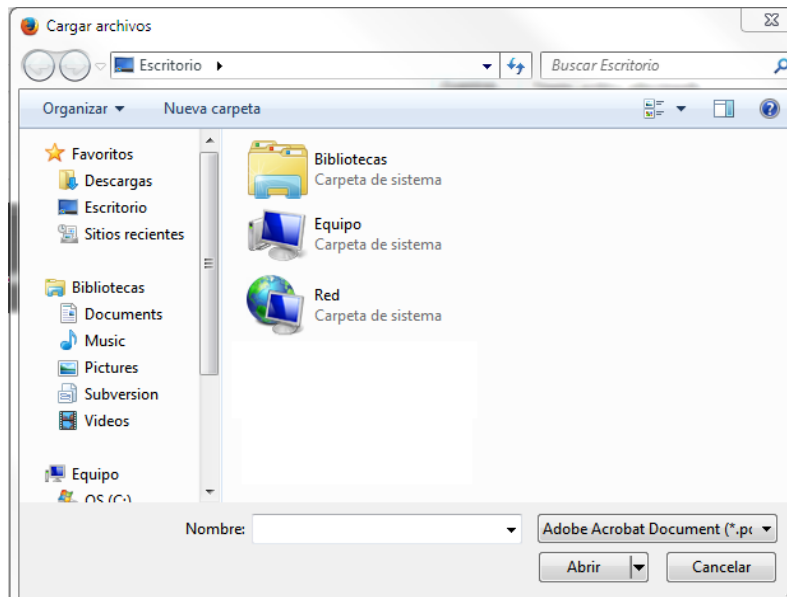 Cargar archivos
Escritorio
Buscar Escritorio
Organizar
Nueva carpeta
Favoritos
Descargas
Escritorio
Sitios recientes
Bibliotecas
Documents
Music
Pictures
Subversion
Videos
Equipo
OS (C:)
Bibliotecas
Carpeta de sistema
Equipo
Carpeta de sistema
Red
Carpeta de sistema
Nombre:
Adobe Acrobat Document (*.pc
Abrir
Cancelar